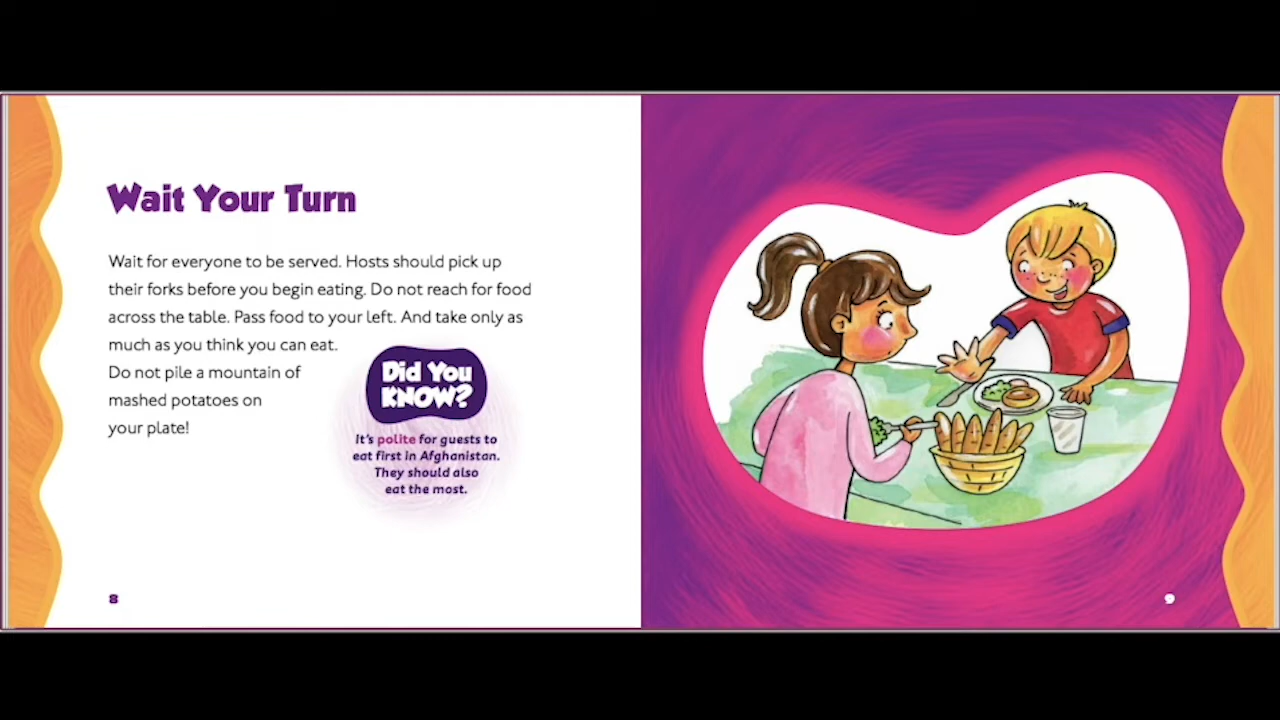 Wait Your Turn
Wait for everyone to be served. Hosts should pick up
their forks before you begin eating. Do not reach for food
across the table. Pass food to your left. And take only as
much as you think you can eat.
Do not pile a mountain of
mashed potatoes on
your plate!
Did You
KNOW?
It's polite for guests to
eat first in Afghanistan.
They should also
eat the most.
8
9